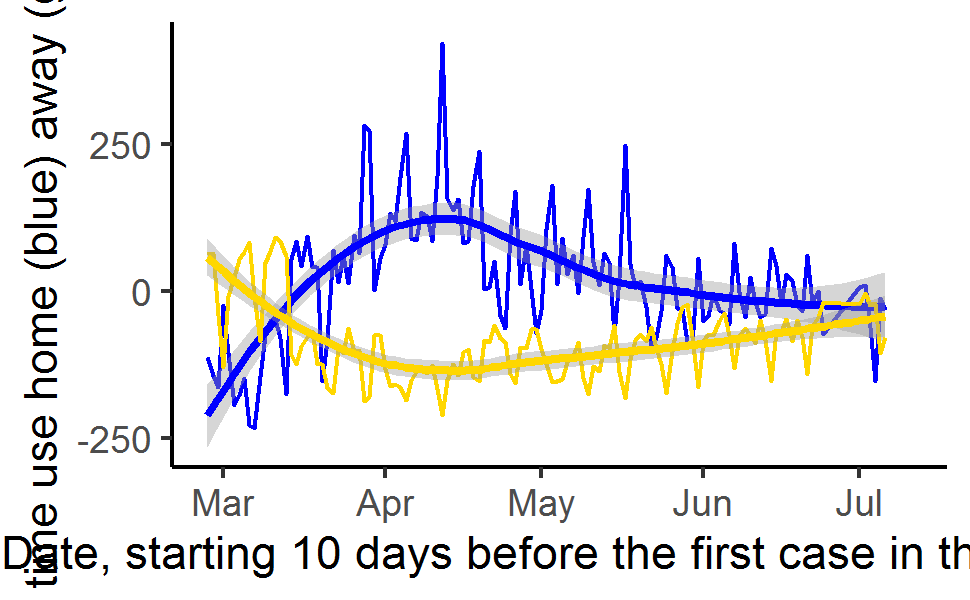 time use home (blue) away (
250
0
-250
Mar Apr May Jun Jul
Date, starting 10 days before the first case in th